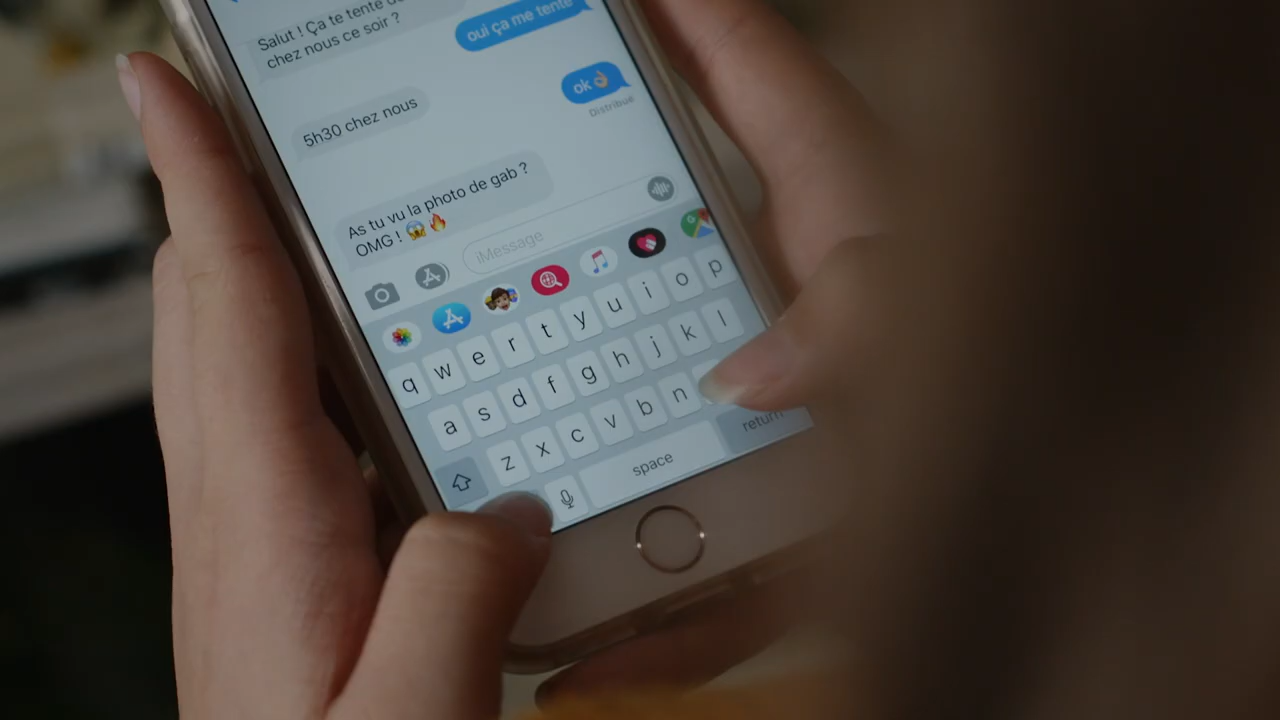 Salut ! Ça te tente de
chez nous ce soir ?
oui ça me tente
ok 👌🏼
Distribué
5h30 chez nous
As tu vu la photo de gab ?
OMG ! 😱🔥
iMessage
q w e r t y u i o p
a s d f g h j k l
z x c v b n
space
return